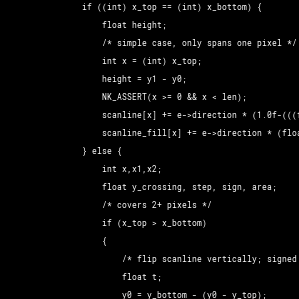 if ((int) x_top == (int) x_bottom) {
float height;
/* simple case, only spans one pixel */
int x = (int) x_top;
height = y1 - y0;
NK_ASSERT(x >= 0 && x < len);
scanline[x] += e->direction * (1.0f-(((
scanline_fill[x] += e->direction * (floa
} else {
int x,x1,x2;
float y_crossing, step, sign, area;
/* covers 2+ pixels */
if (x_top > x_bottom)
{
/* flip scanline vertically; signed
float t;
y0 = y_bottom - (y0 - y_top);